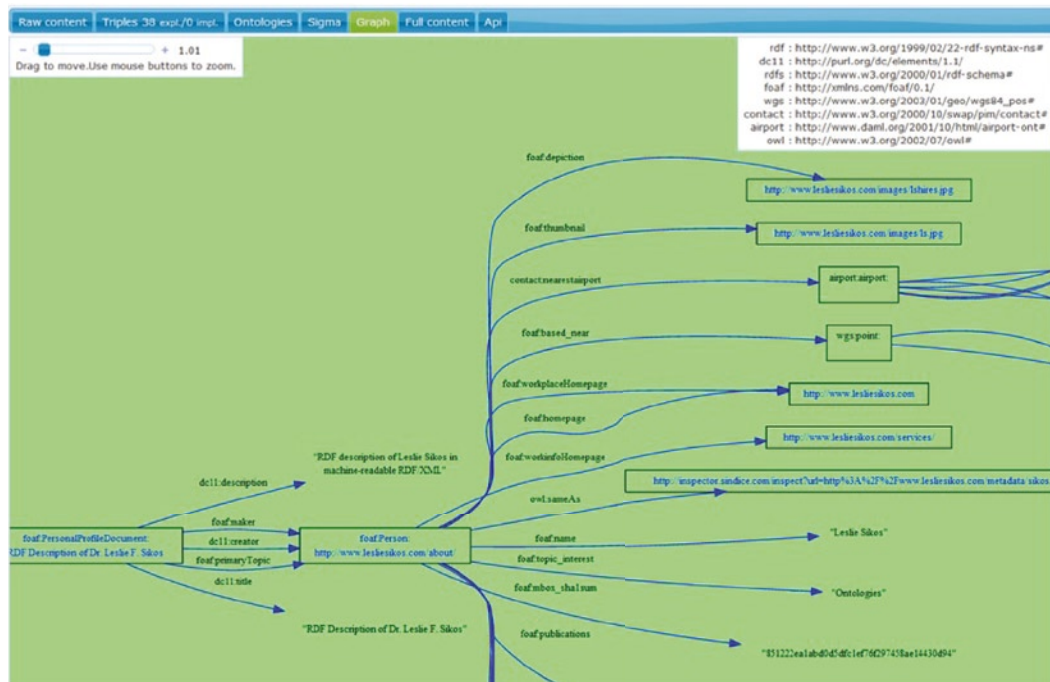 Raw content Triples 38 expl./0 impl. Ontologies Sigma Graph Full content Api
- + 1.01
Drag to move.Use mouse buttons to zoom.
rdf : http://www.w3.org/1999/02/22-rdf-syntax-ns#
dc11 : http://purl.org/dc/elements/1.1/
rdfs : http://www.w3.org/2000/01/rdf-schema#
foaf : http://xmlns.com/foaf/0.1/
wgs : http://www.w3.org/2003/01/geo/wgs84_pos#
contact : http://www.w3.org/2000/10/swap/pim/contact#
airport : http://www.daml.org/2001/10/html/airport-ont#
owl : http://www.w3.org/2002/07/owl#
foaf:depiction
http://www.lesliesikos.com/images/lshires.jpg
foaf:thumbnail
http://www.lesliesikos.com/images/ls.jpg
contact:nearestairport
airport:airport:
foaf:based_near
wgs:point:
foaf:workplaceHomepage
http://www.lesliesikos.com
foaf:homepage
http://www.lesliesikos.com/services/
foaf:workinfoHomepage
"RDF description of Leslie Sikos in
machine-readable RDF/XML"
http://inspector.sindice.com/inspect?url=http%3A%2F%2Fwww.lesliesikos.com/metadata/sikos
dc11:description
owl:sameAs
foaf:maker
foaf:PersonalProfileDocument:
RDF Description of Dr. Leslie F. Sikos
dc11:creator
foaf:Person:
http://www.lesliesikos.com/about/
foaf:name
"Leslie Sikos"
foaf:primaryTopic
foaf:topic_interest
dc11:title
foaf:mbox_sha1sum
"Ontologies"
"RDF Description of Dr. Leslie F. Sikos"
foaf:publications
"851222ea1abd0d5dfc1ef76f297458ae14430d94"